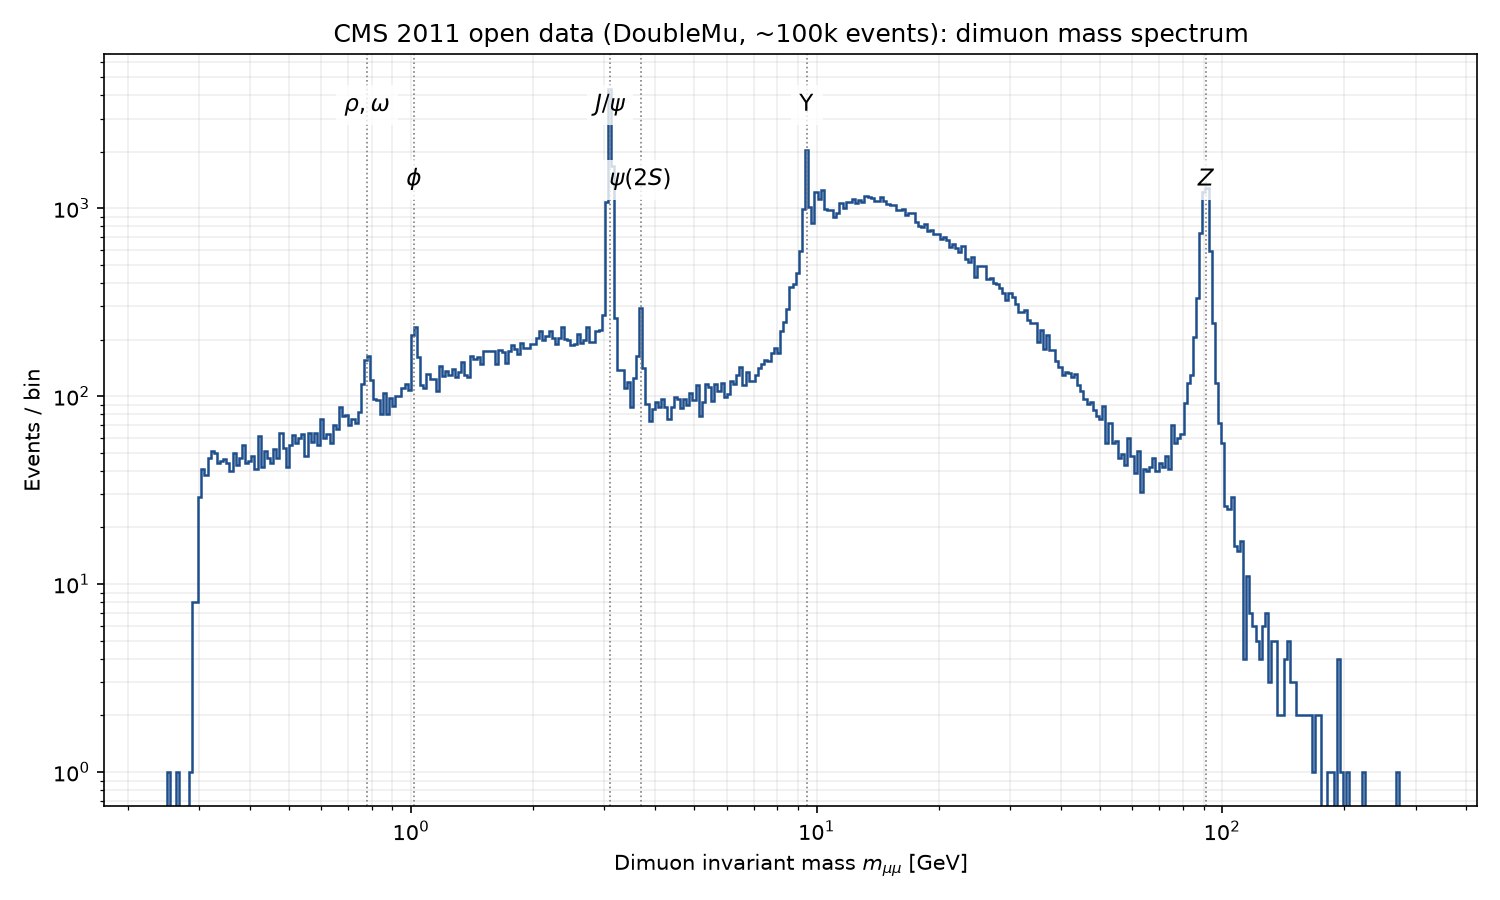 CMS 2011 open data (DoubleMu, ~100k events): dimuon mass spectrum
ρ, ω
J/ψ
Υ
ϕ
ψ(2S)
Z
10³
10²
10¹
10⁰
Events / bin
10⁰
10¹
10²
Dimuon invariant mass m_μμ [GeV]